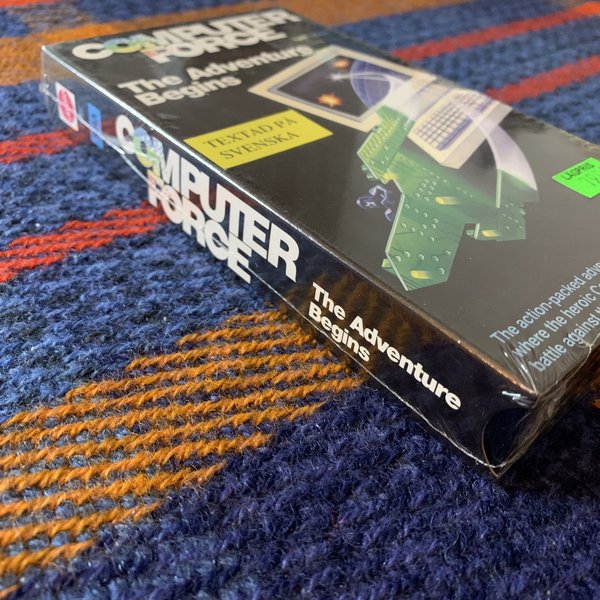 COMPUTER
FORCE
The Adventure
Begins
TEXTAD PÅ
SVENSKA
LÅGPRIS
The action-packed
where the heroic
battle against
COMPUTER
FORCE
The Adventure
Begins